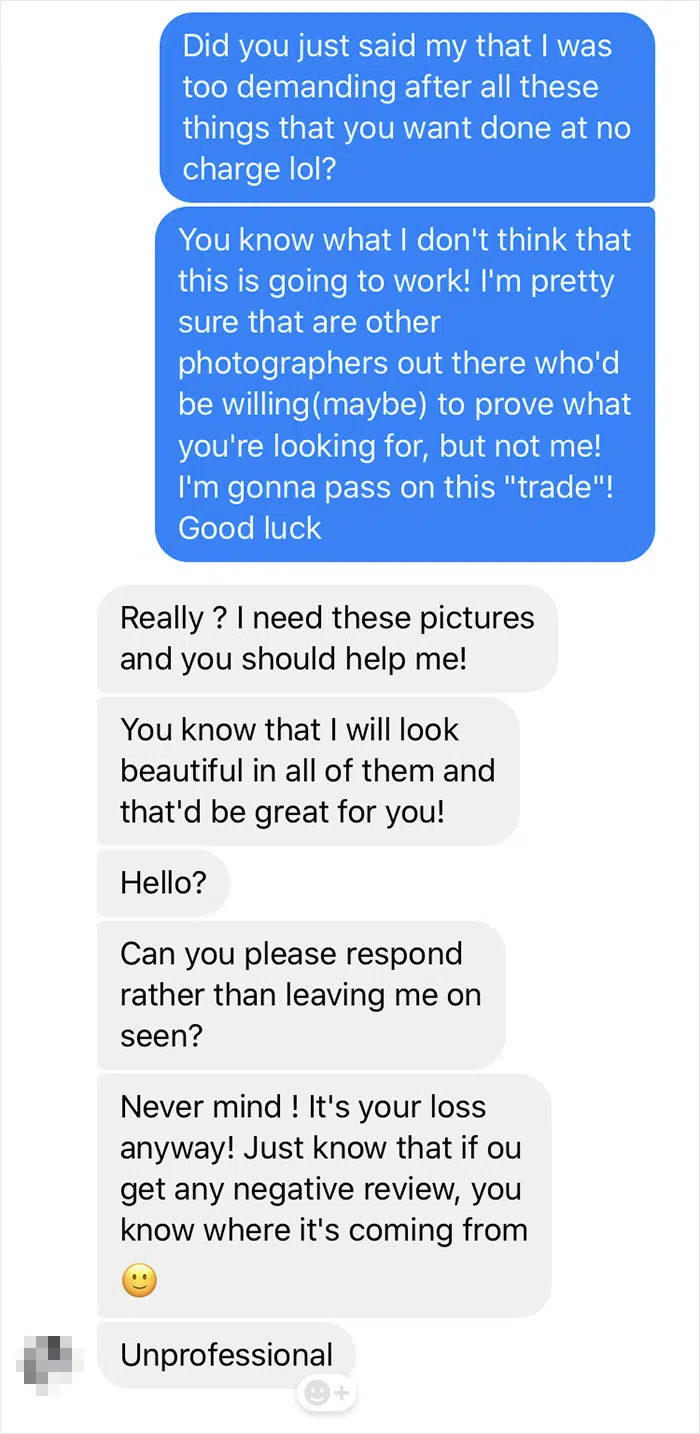 Did you just said my that I was
too demanding after all these
things that you want done at no
charge lol?
You know what I don't think that
this is going to work! I'm pretty
sure that are other
photographers out there who'd
be willing(maybe) to prove what
you're looking for, but not me!
I'm gonna pass on this "trade"!
Good luck
Really ? I need these pictures
and you should help me!
You know that I will look
beautiful in all of them and
that'd be great for you!
Hello?
Can you please respond
rather than leaving me on
seen?
Never mind ! It's your loss
anyway! Just know that if ou
get any negative review, you
know where it's coming from
🙂
Unprofessional